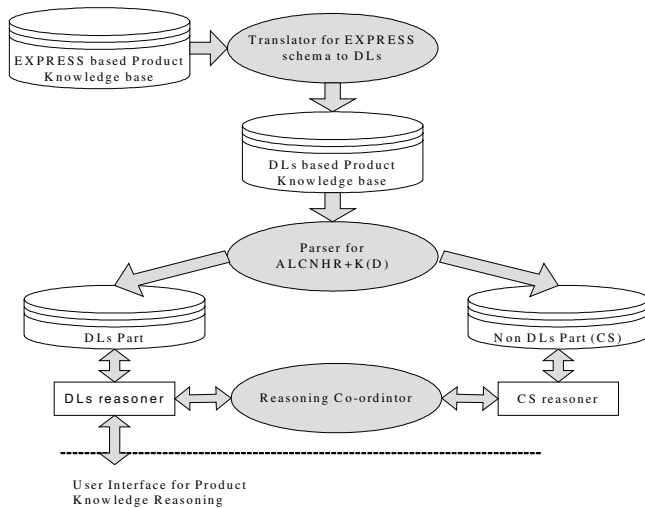 EXPRESS based Product
Knowledge base
Translator for EXPRESS
schema to DLs
DLs based Product
Knowledge base
Parser for
ALCNHR+K(D)
DLs Part
Non DLs Part (CS)
DLs reasoner
Reasoning Co-ordintor
CS reasoner
User Interface for Product
Knowledge Reasoning